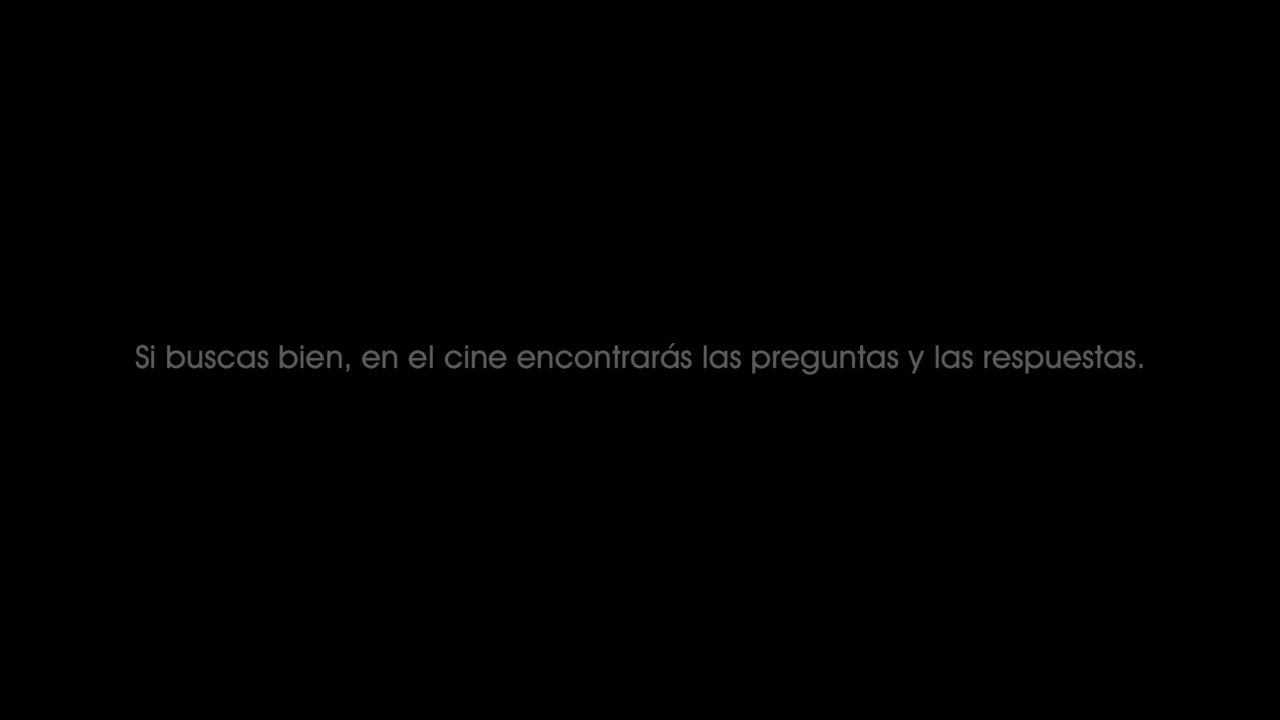 Si buscas bien, en el cine encontrarás las preguntas y las respuestas.